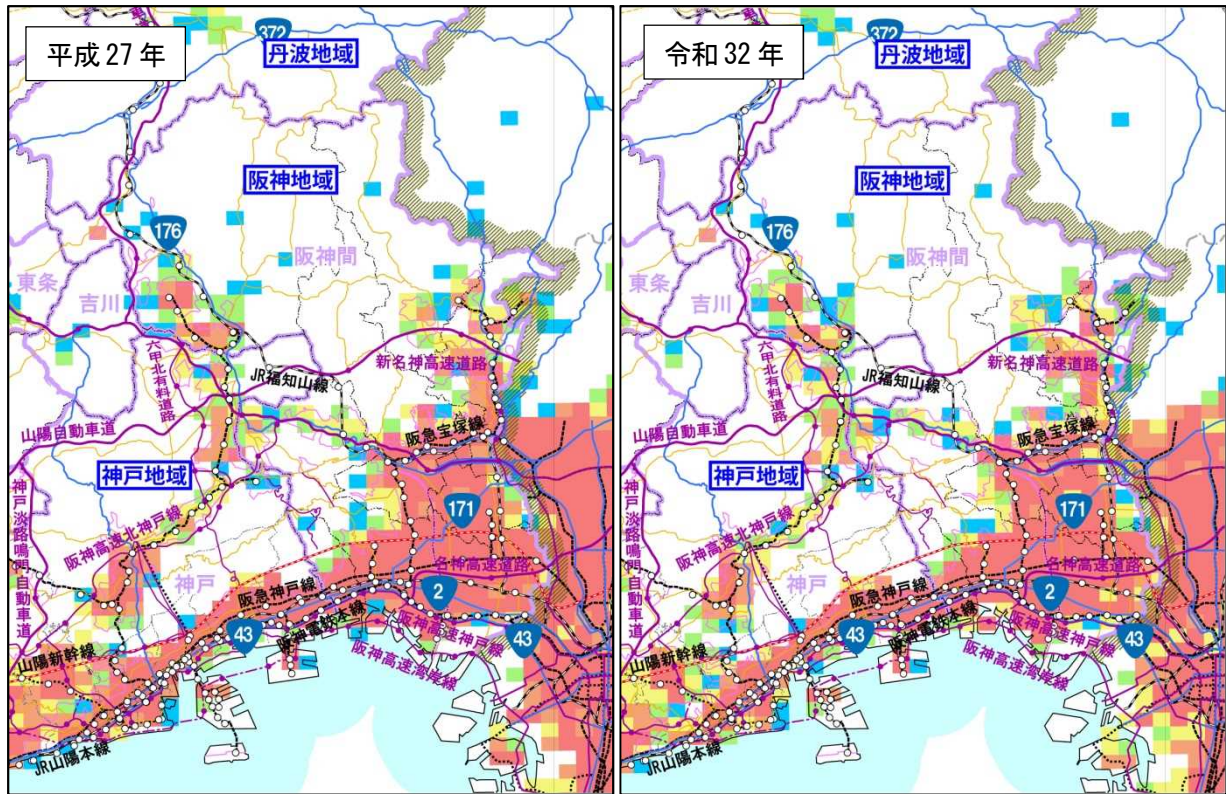 平成27年
372
丹波地域
阪神地域
176
阪神間
東条
吉川
六甲北有料道路
JR福知山線
新名神高速道路
山陽自動車道
阪急宝塚線
神戸地域
171
神戸淡路鳴門自動車道
阪神高速北神戸線
名神高速道路
神戸
阪急神戸線
2
43
阪神電鉄本線
阪神高速神戸線
43
山陽新幹線
阪神高速湾岸線
JR山陽本線
令和32年
372
丹波地域
阪神地域
176
阪神間
東条
吉川
六甲北有料道路
JR福知山線
新名神高速道路
山陽自動車道
阪急宝塚線
神戸地域
171
神戸淡路鳴門自動車道
阪神高速北神戸線
名神高速道路
神戸
阪急神戸線
2
43
阪神電鉄本線
阪神高速神戸線
43
山陽新幹線
阪神高速湾岸線
JR山陽本線